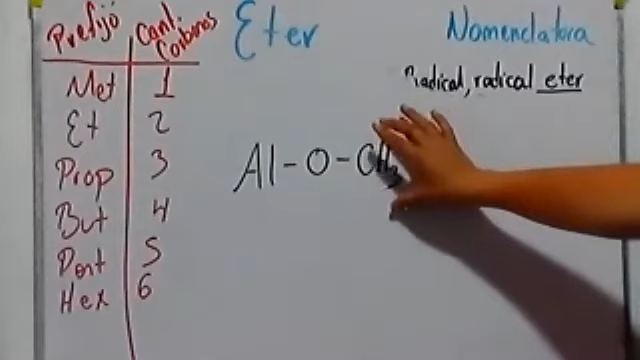 Prefijo Cant. Carbonos
Met 1
Et 2
Prop 3
But 4
Pent 5
Hex 6
Eter
Nomenclatura
radical, radical eter
Al-O-CH3